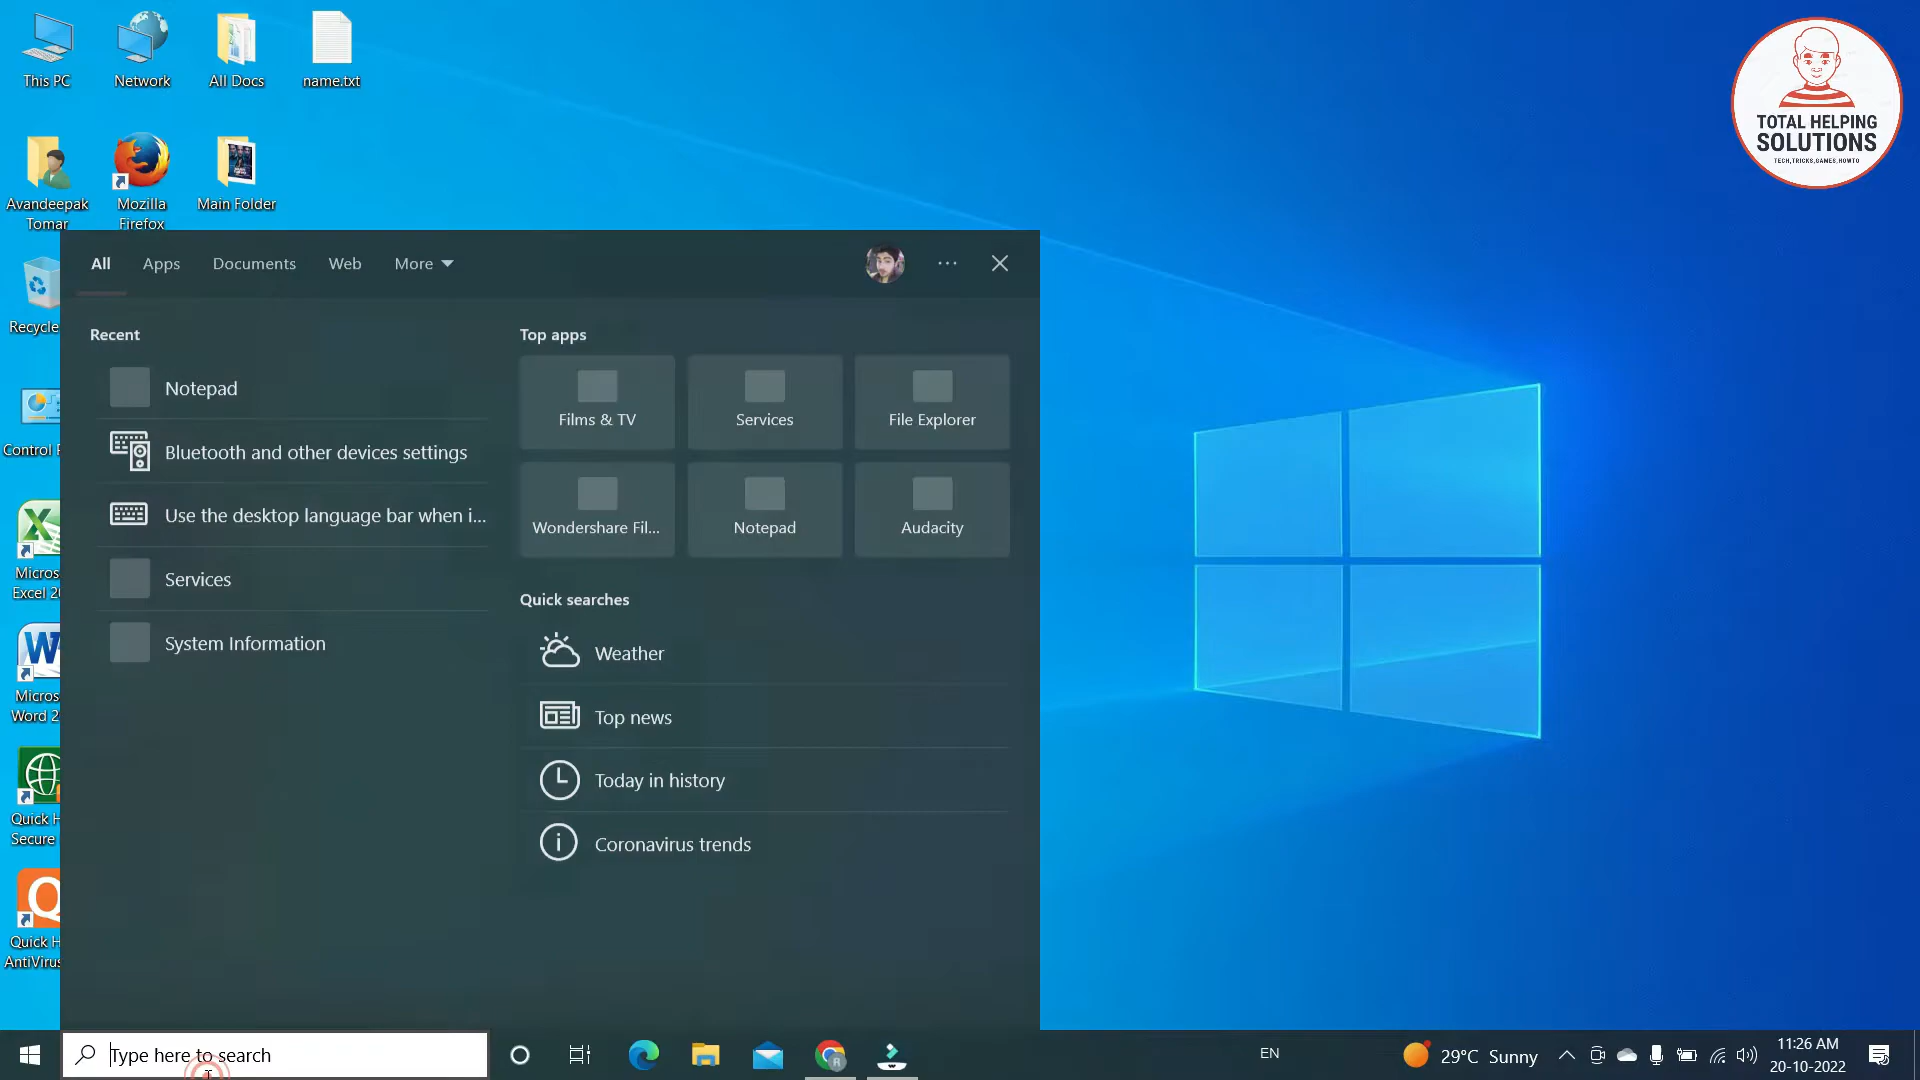 This PC
Network
All Docs
name.txt
TOTAL HELPING
SOLUTIONS
TECH,TRICKS,GAMES,HOWTO
Avandeepak
Tomar
Mozilla
Firefox
Main Folder
Recycle
Control P
Micros
Excel 20
Micros
Word 2
Quick H
Secure
Quick H
AntiVirus
All
Apps
Documents
Web
More
Recent
Notepad
Bluetooth and other devices settings
Use the desktop language bar when i...
Services
System Information
Top apps
Films & TV
Services
File Explorer
Wondershare Fil...
Notepad
Audacity
Quick searches
Weather
Top news
Today in history
Coronavirus trends
Type here to search
EN
29°C Sunny
11:26 AM
20-10-2022